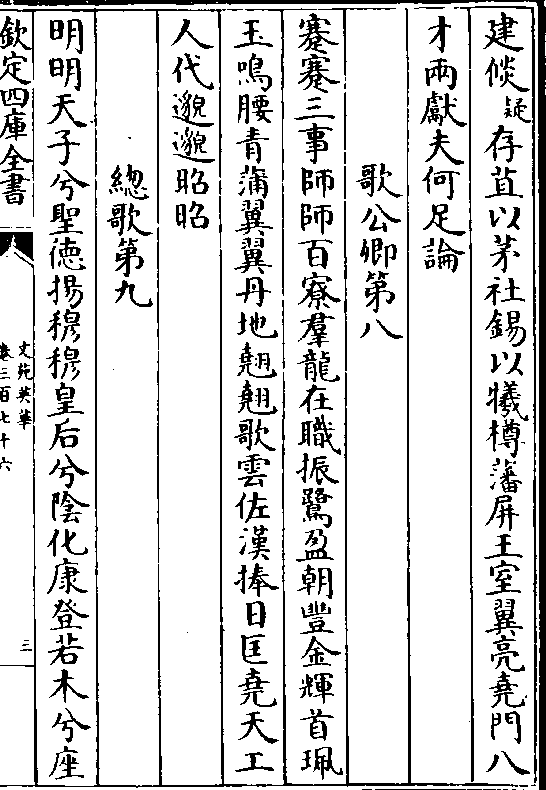 建倓疑存苴以茅社錫以犧樽藩屏王室翼亮堯門八
才兩獻夫何足論
歌公卿第八
蹇蹇三事師師百寮羣龍在職振鷺盈朝豐金輝首珮
玉鳴腰青蒲翼翼丹地翹翹歌雲佐漢捧日匡堯天工
人代邈邈昭昭
總歌第九
明明天子兮聖徳揚穆穆皇后兮陰化康登若木兮座
欽定四庫全書
文苑英華
卷三百七十六
三